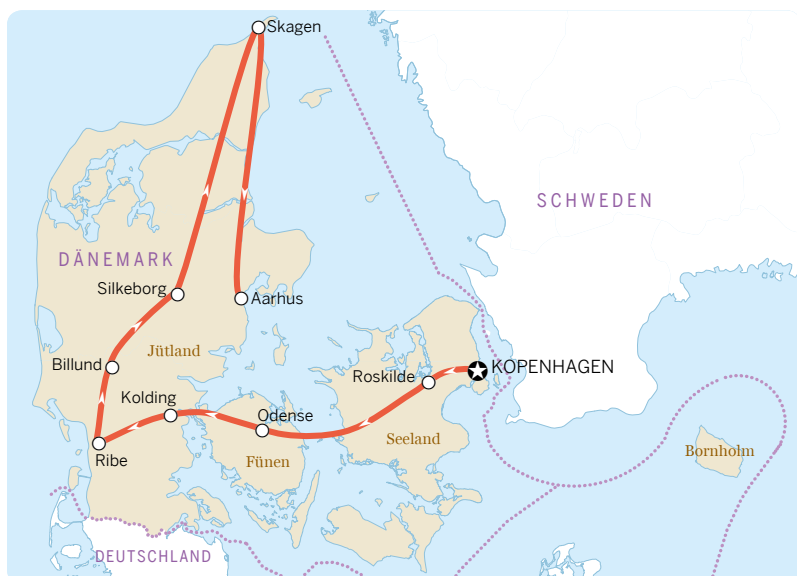 Skagen
SCHWEDEN
DÄNEMARK
Silkeborg
Aarhus
Jütland
Billund
KOPENHAGEN
Roskilde
Kolding
Odense
Seeland
Bornholm
Ribe
Fünen
DEUTSCHLAND